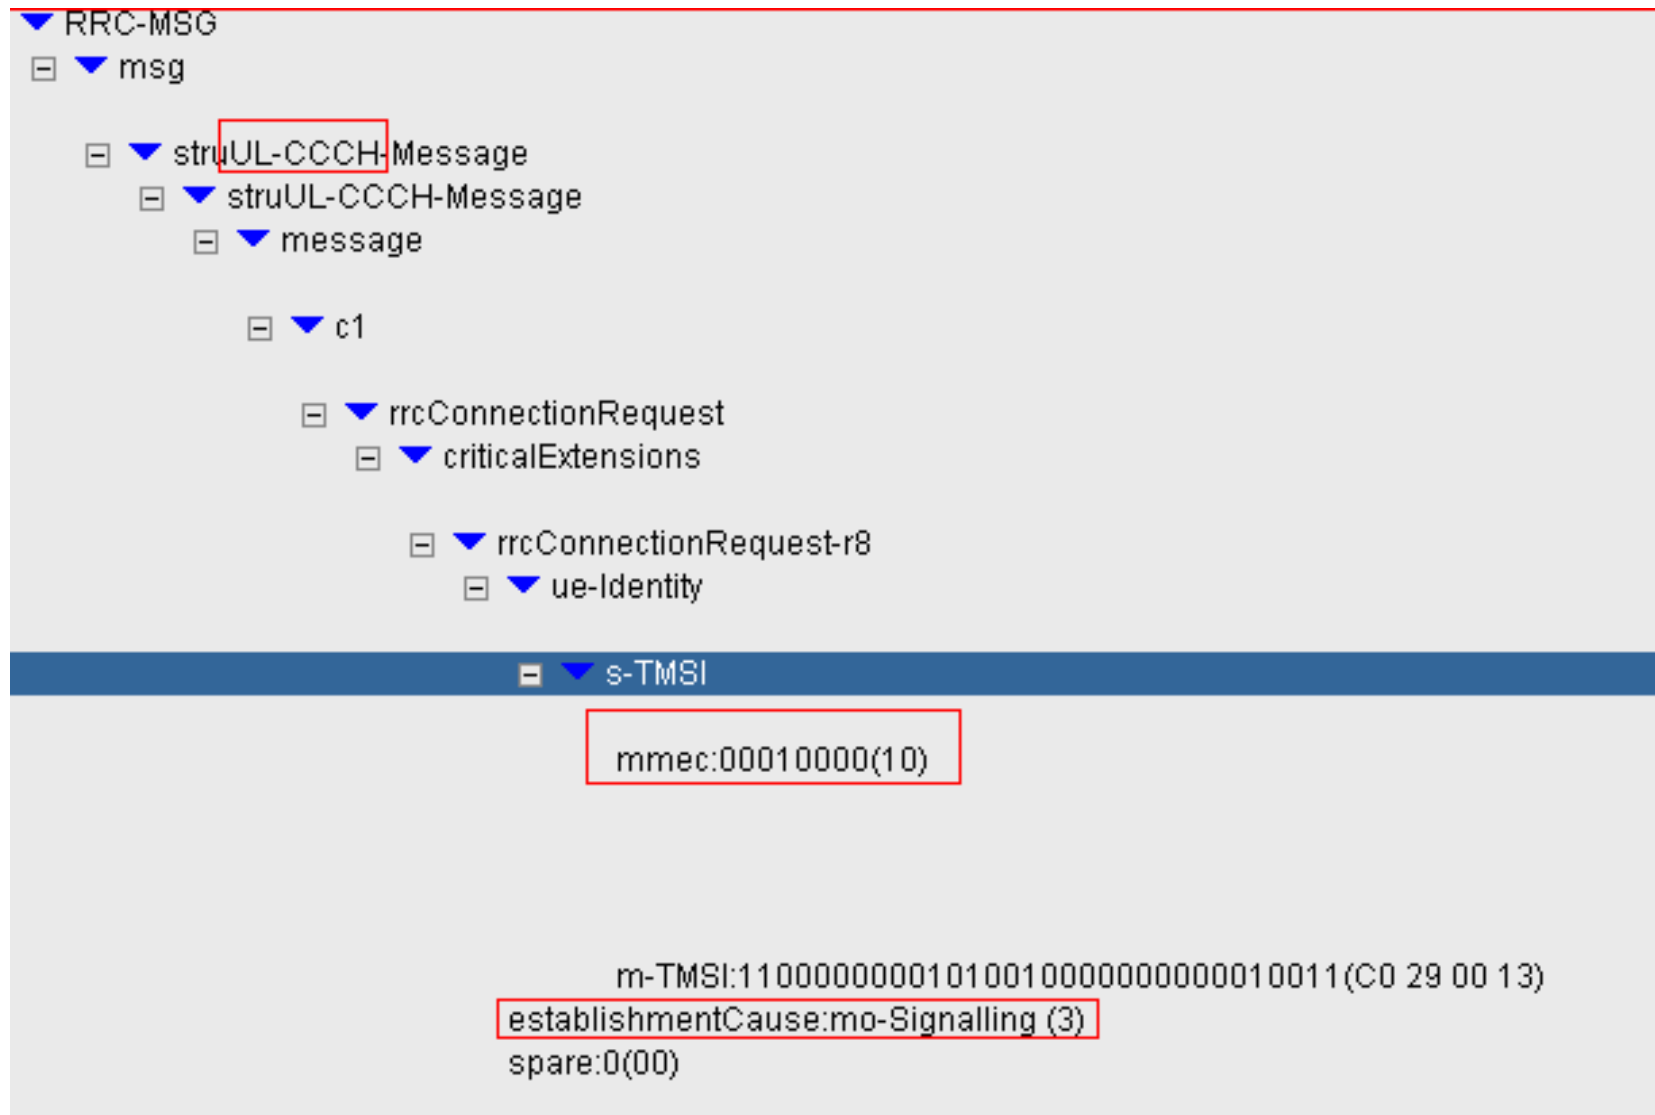 RRC-MSG
msg
struUL-CCCH-Message
struUL-CCCH-Message
message
c1
rrcConnectionRequest
criticalExtensions
rrcConnectionRequest-r8
ue-Identity
s-TMSI
mmec:00010000(10)
m-TMSI:11000000001010010000000000010011(C0 29 00 13)
establishmentCause:mo-Signalling (3)
spare:0(00)